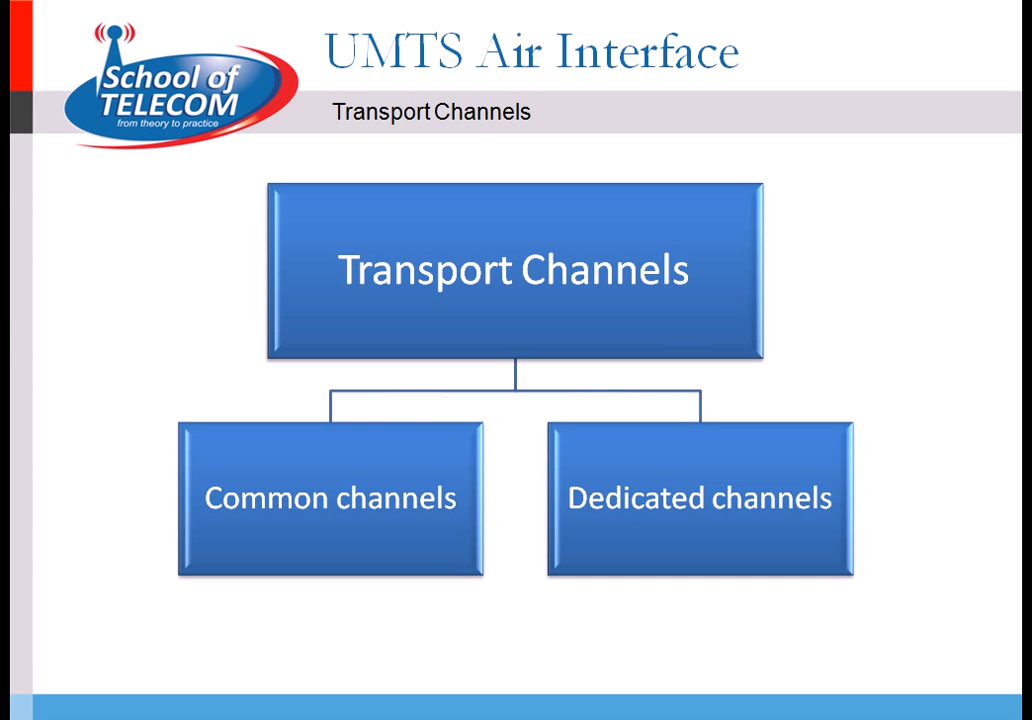 School of
TELECOM
from theory to practice
UMTS Air Interface
Transport Channels
Transport Channels
Common channels
Dedicated channels